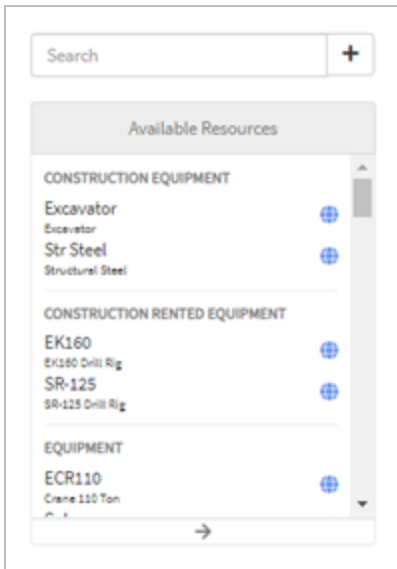 Search
Available Resources
CONSTRUCTION EQUIPMENT
Excavator
Excavator
Str Steel
Structural Steel
CONSTRUCTION RENTED EQUIPMENT
EK160
EK160 Drill Rig
SR-125
SR-125 Drill Rig
EQUIPMENT
ECR110
Crane 110 Ton